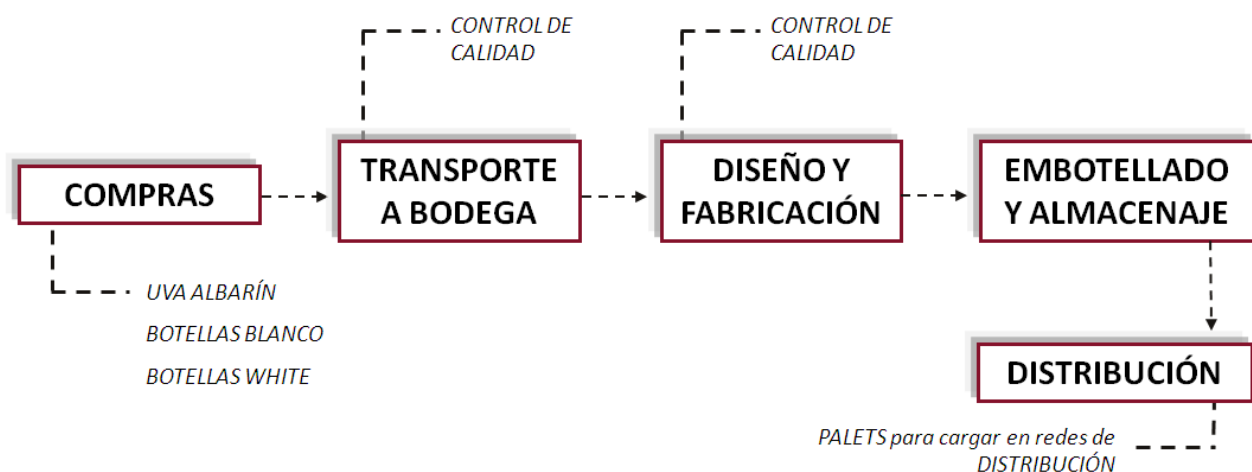 CONTROL DE
CALIDAD
CONTROL DE
CALIDAD
COMPRAS
TRANSPORTE
A BODEGA
DISEÑO Y
FABRICACIÓN
EMBOTELLADO
Y ALMACENAJE
UVA ALBARÍN
BOTELLAS BLANCO
BOTELLAS WHITE
DISTRIBUCIÓN
PALETS para cargar en redes de
DISTRIBUCIÓN